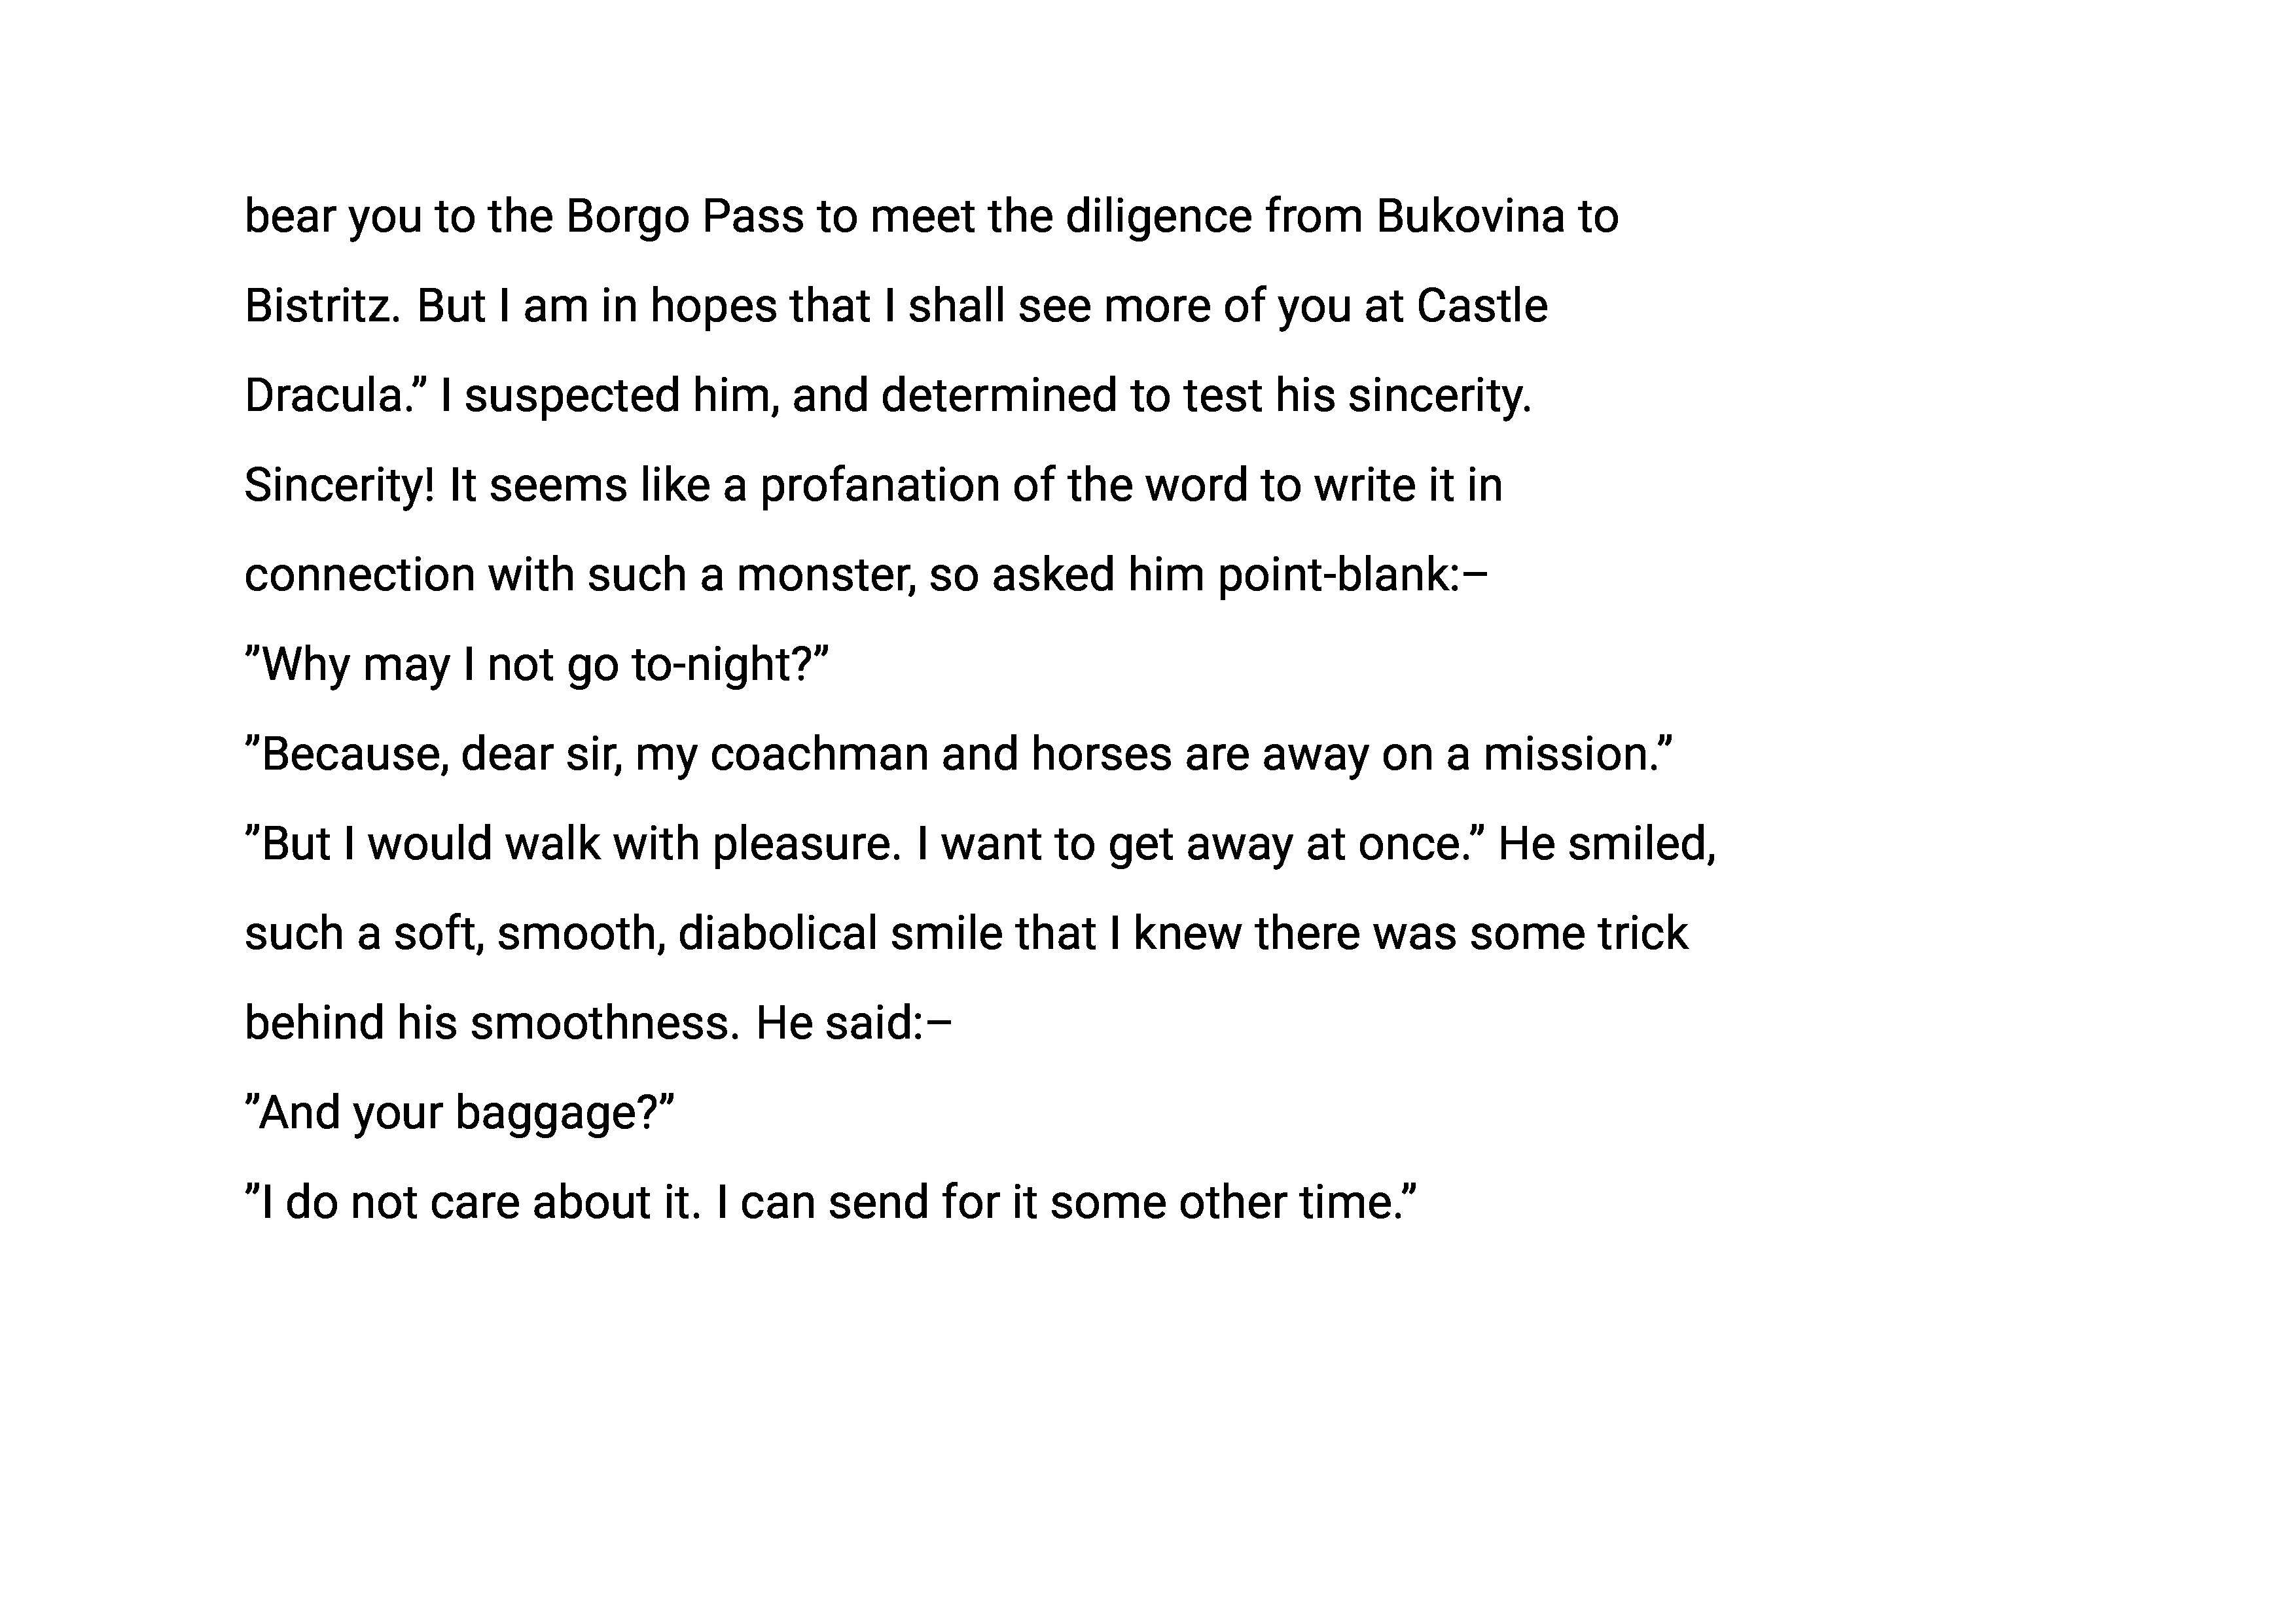 bear you to the Borgo Pass to meet the diligence from Bukovina to
Bistritz. But I am in hopes that I shall see more of you at Castle
Dracula.” I suspected him, and determined to test his sincerity.
Sincerity! It seems like a profanation of the word to write it in
connection with such a monster, so asked him point-blank:–
”Why may I not go to-night?”
”Because, dear sir, my coachman and horses are away on a mission.”
”But I would walk with pleasure. I want to get away at once.” He smiled,
such a soft, smooth, diabolical smile that I knew there was some trick
behind his smoothness. He said:–
”And your baggage?”
”I do not care about it. I can send for it some other time.”